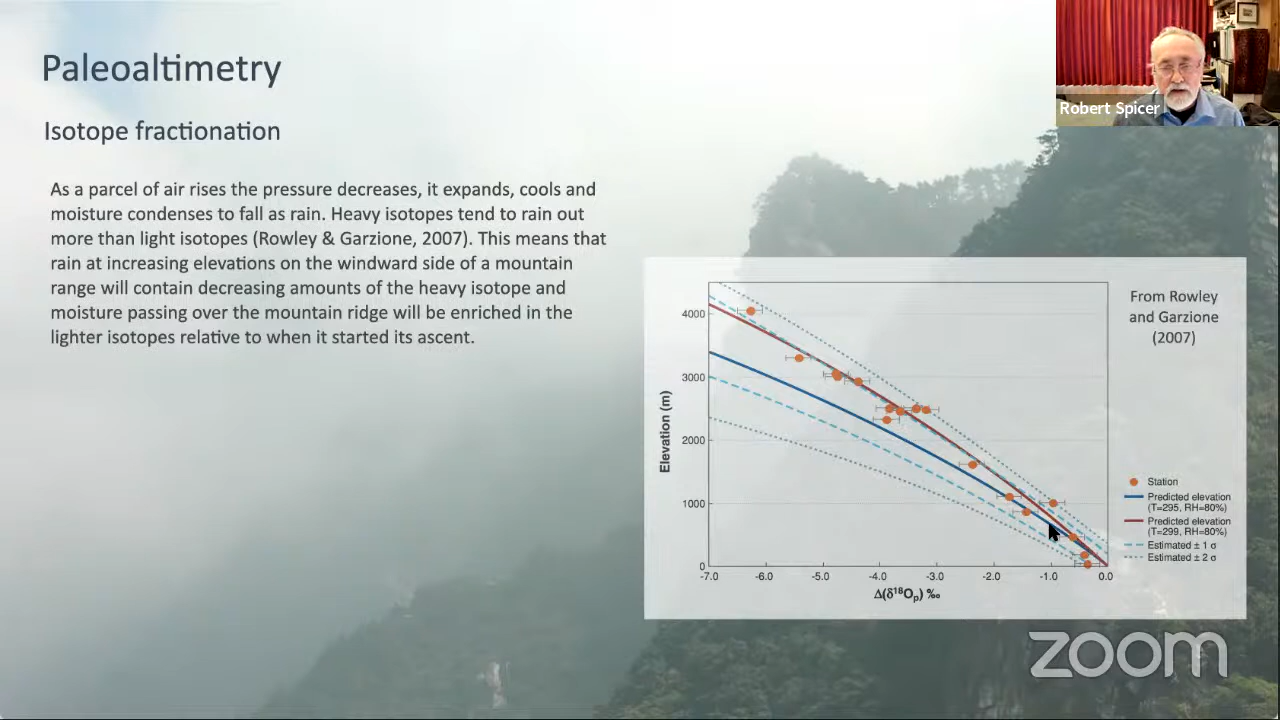 Paleoaltimetry
Isotope fractionation
As a parcel of air rises the pressure decreases, it expands, cools and
moisture condenses to fall as rain. Heavy isotopes tend to rain out
more than light isotopes (Rowley & Garzione, 2007). This means that
rain at increasing elevations on the windward side of a mountain
range will contain decreasing amounts of the heavy isotope and
moisture passing over the mountain ridge will be enriched in the
lighter isotopes relative to when it started its ascent.
Robert Spicer
From Rowley
and Garzione
(2007)
Elevation (m)
4000
3000
2000
1000
0
-7.0 -6.0 -5.0 -4.0 -3.0 -2.0 -1.0 0.0
Δ(δ¹⁸Oₚ) ‰
Station
Predicted elevation
(T=295, RH=80%)
Predicted elevation
(T=299, RH=80%)
Estimated ± 1 σ
Estimated ± 2 σ
zoom